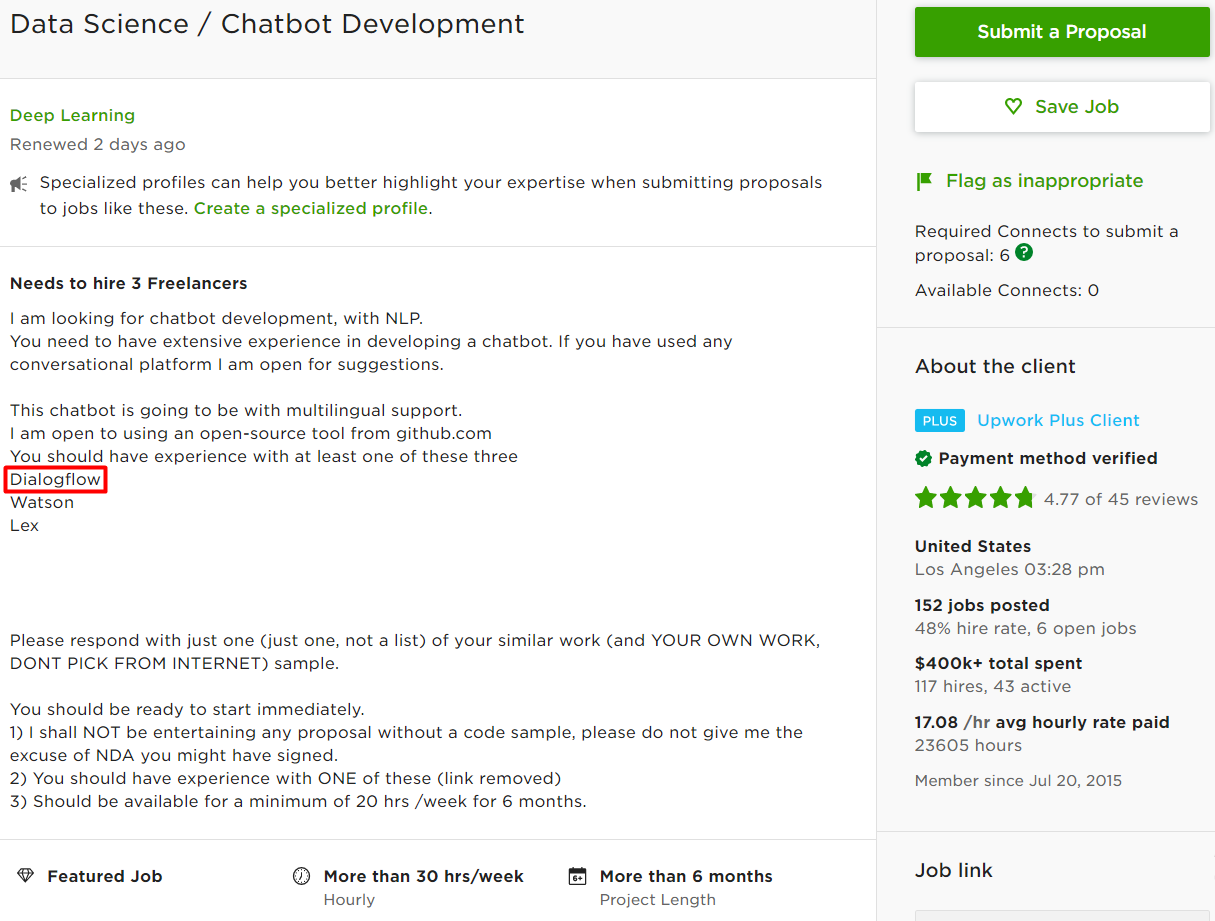 Data Science / Chatbot Development
Deep Learning
Renewed 2 days ago
Specialized profiles can help you better highlight your expertise when submitting proposals
to jobs like these. Create a specialized profile.
Needs to hire 3 Freelancers
I am looking for chatbot development, with NLP.
You need to have extensive experience in developing a chatbot. If you have used any
conversational platform I am open for suggestions.
This chatbot is going to be with multilingual support.
I am open to using an open-source tool from github.com
You should have experience with at least one of these three
Dialogflow
Watson
Lex
Please respond with just one (just one, not a list) of your similar work (and YOUR OWN WORK,
DONT PICK FROM INTERNET) sample.
You should be ready to start immediately.
1) I shall NOT be entertaining any proposal without a code sample, please do not give me the
excuse of NDA you might have signed.
2) You should have experience with ONE of these (link removed)
3) Should be available for a minimum of 20 hrs /week for 6 months.
Featured Job
More than 30 hrs/week
Hourly
6+
More than 6 months
Project Length
Submit a Proposal
Save Job
Flag as inappropriate
Required Connects to submit a
proposal: 6 ?
Available Connects: 0
About the client
PLUS Upwork Plus Client
Payment method verified
4.77 of 45 reviews
United States
Los Angeles 03:28 pm
152 jobs posted
48% hire rate, 6 open jobs
$400k+ total spent
117 hires, 43 active
17.08 /hr avg hourly rate paid
23605 hours
Member since Jul 20, 2015
Job link